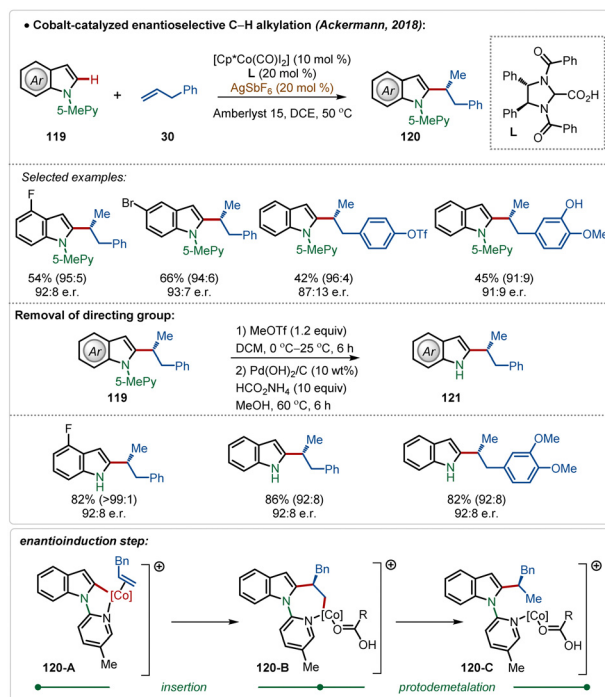 • Cobalt-catalyzed enantioselective C–H alkylation (Ackermann, 2018):
Ar
H
N
5-MePy
119
+
Ph
30
[Cp*Co(CO)I₂] (10 mol %)
L (20 mol %)
AgSbF₆ (20 mol %)
Amberlyst 15, DCE, 50 °C
Ar
Me
N
Ph
5-MePy
120
O
Ph
Ph
N
CO₂H
Ph
N
O
Ph
L
Selected examples:
F
Me
N
Ph
5-MePy
54% (95:5)
92:8 e.r.
Br
Me
N
Ph
5-MePy
66% (94:6)
93:7 e.r.
Me
N
OTf
5-MePy
42% (96:4)
87:13 e.r.
Me
OH
N
OMe
5-MePy
45% (91:9)
91:9 e.r.
Removal of directing group:
Ar
Me
N
Ph
5-MePy
119
1) MeOTf (1.2 equiv)
DCM, 0 °C–25 °C, 6 h
2) Pd(OH)₂/C (10 wt%)
HCO₂NH₄ (10 equiv)
MeOH, 60 °C, 6 h
Ar
Me
N
H
Ph
121
F
Me
N
H
Ph
82% (>99:1)
92:8 e.r.
Me
N
H
Ph
86% (92:8)
92:8 e.r.
Me
OMe
N
H
OMe
82% (92:8)
92:8 e.r.
enantioinduction step:
Bn
[Co]
N
N
Me
120-A
⊕
Bn
N
N
[Co]
R
O
OH
Me
120-B
⊕
Bn
Me
N
N
[Co]
R
O
OH
Me
120-C
⊕
insertion
protodemetalation